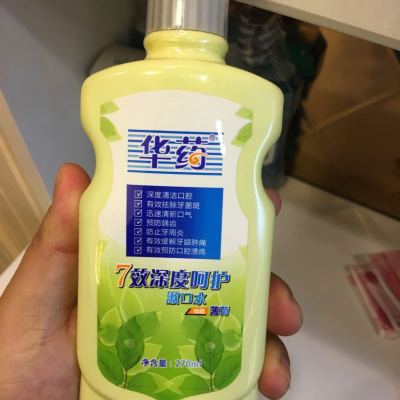 华药®
深度清洁口腔
有效祛除牙菌斑
迅速清新口气
预防龋齿
防止牙周炎
有效缓解牙龈肿痛
有效预防口腔溃疡
7效深度呵护
漱口水
薄荷
净含量:270ml